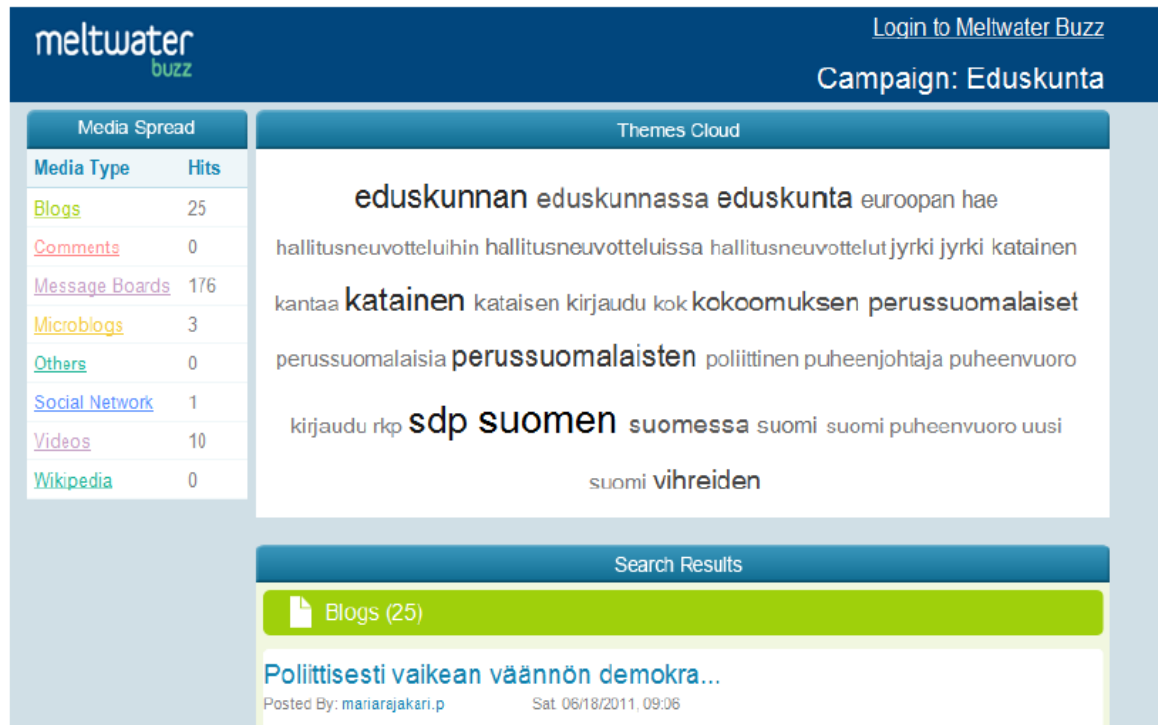 meltwater
buzz
Login to Meltwater Buzz
Campaign: Eduskunta
Media Spread
Media Type Hits
Blogs 25
Comments 0
Message Boards 176
Microblogs 3
Others 0
Social Network 1
Videos 10
Wikipedia 0
Themes Cloud
eduskunnan eduskunnassa eduskunta euroopan hae
hallitusneuvotteluihin hallitusneuvotteluissa hallitusneuvottelut jyrki jyrki katainen
kantaa katainen kataisen kirjaudu kok kokoomuksen perussuomalaiset
perussuomalaisia perussuomalaisten poliittinen puheenjohtaja puheenvuoro
kirjaudu rkp sdp suomen suomessa suomi suomi puheenvuoro uusi
suomi vihreiden
Search Results
Blogs (25)
Poliittisesti vaikean väännön demokra...
Posted By: mariarajakari.p Sat. 06/18/2011, 09:06